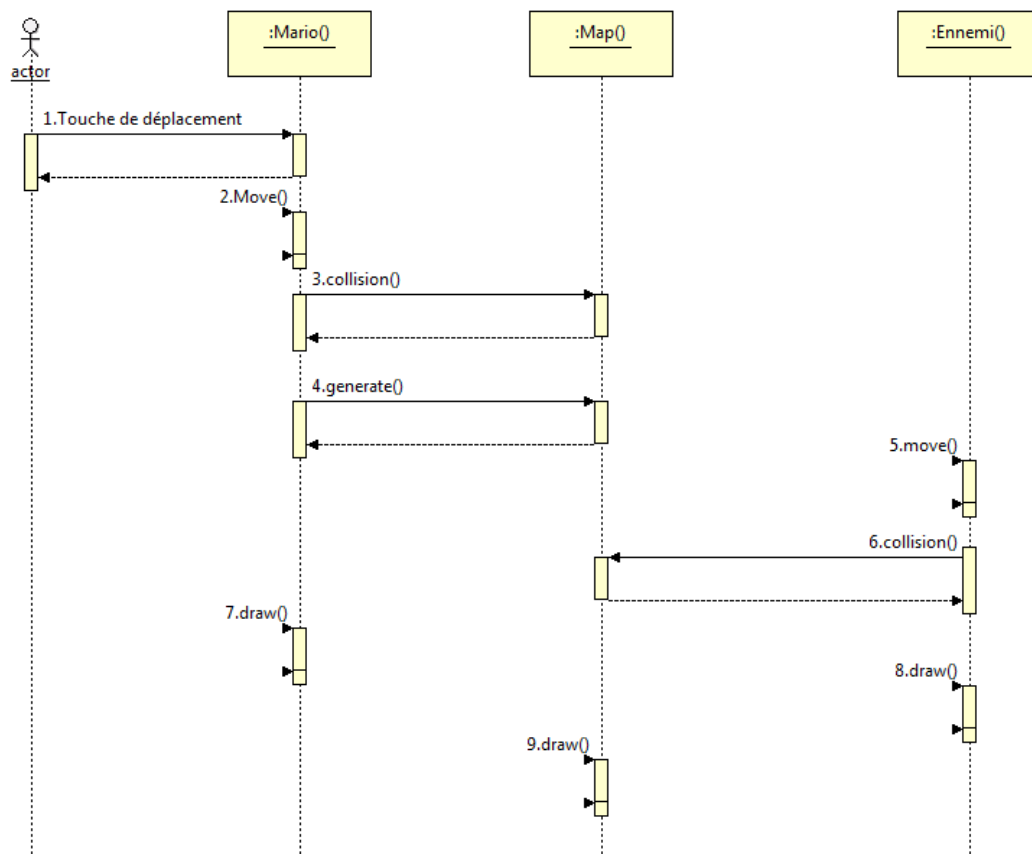 :Mario()
:Map()
:Ennemi()
actor
1.Touche de déplacement
2.Move()
3.collision()
4.generate()
5.move()
6.collision()
7.draw()
8.draw()
9.draw()